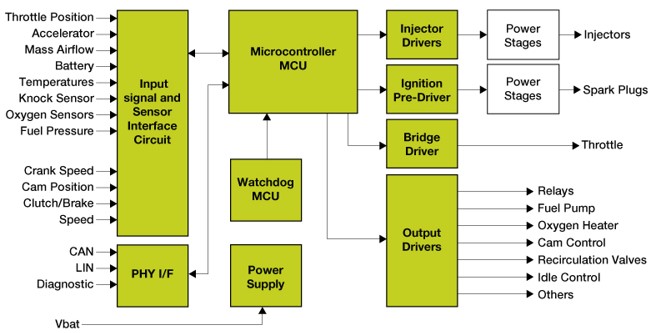 Throttle Position
Accelerator
Mass Airflow
Battery
Temperatures
Knock Sensor
Oxygen Sensors
Fuel Pressure
Crank Speed
Cam Position
Clutch/Brake
Speed
CAN
LIN
Diagnostic
Vbat
Input
signal and
Sensor
Interface
Circuit
PHY I/F
Microcontroller
MCU
Watchdog
MCU
Power
Supply
Injector
Drivers
Power
Stages
Injectors
Ignition
Pre-Driver
Power
Stages
Spark Plugs
Bridge
Driver
Throttle
Output
Drivers
Relays
Fuel Pump
Oxygen Heater
Cam Control
Recirculation Valves
Idle Control
Others